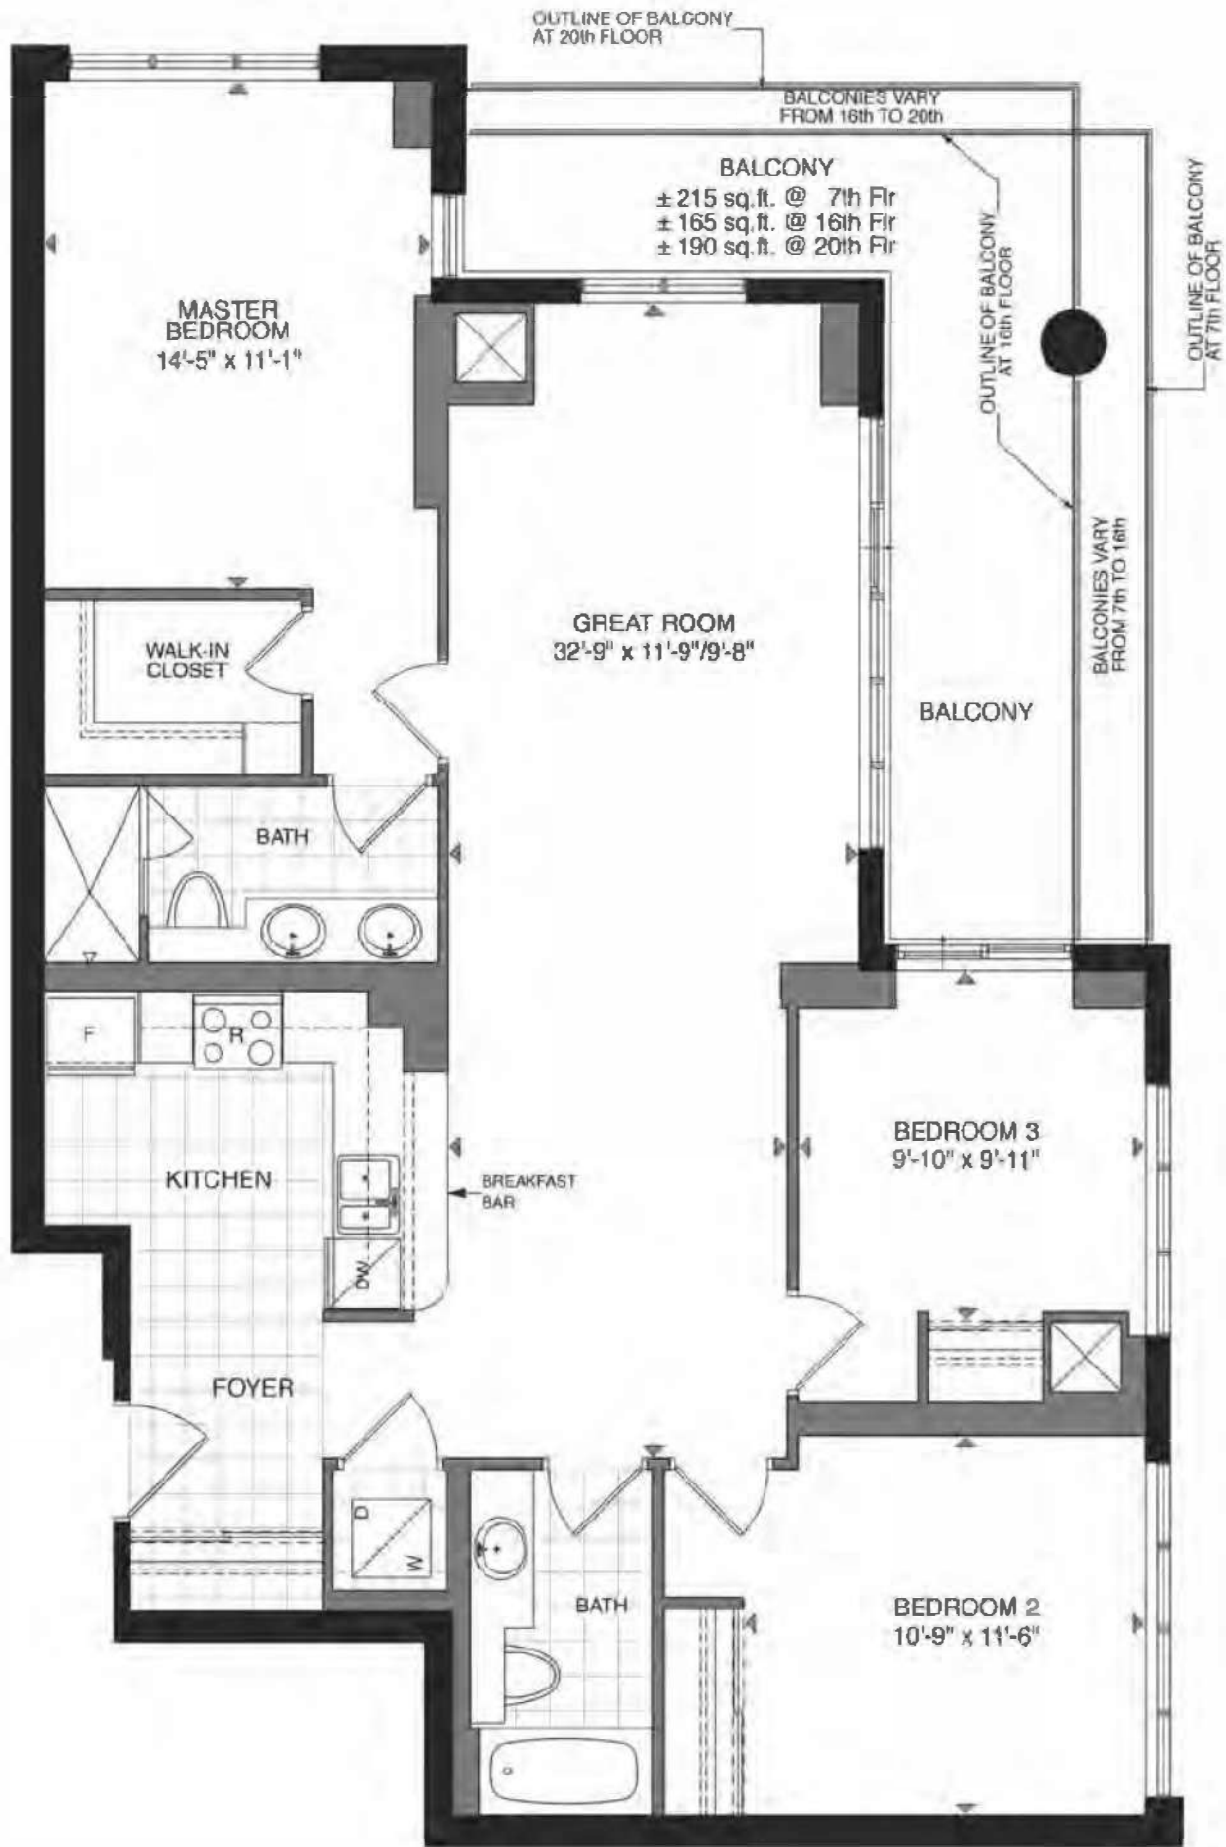 OUTLINE OF BALCONY
AT 20th FLOOR
BALCONIES VARY
FROM 16th TO 20th
BALCONY
± 215 sq.ft. @ 7th Flr
± 165 sq.ft. @ 16th Flr
± 190 sq.ft. @ 20th Flr
OUTLINE OF BALCONY
AT 16th FLOOR
OUTLINE OF BALCONY
AT 7th FLOOR
MASTER
BEDROOM
14'-5" x 11'-1"
GREAT ROOM
32'-9" x 11'-9"/9'-8"
BALCONIES VARY
FROM 7th TO 16th
WALK-IN
CLOSET
BALCONY
BATH
F
R
KITCHEN
BREAKFAST
BAR
DW
BEDROOM 3
9'-10" x 9'-11"
FOYER
D
W
BATH
BEDROOM 2
10'-9" x 11'-6"